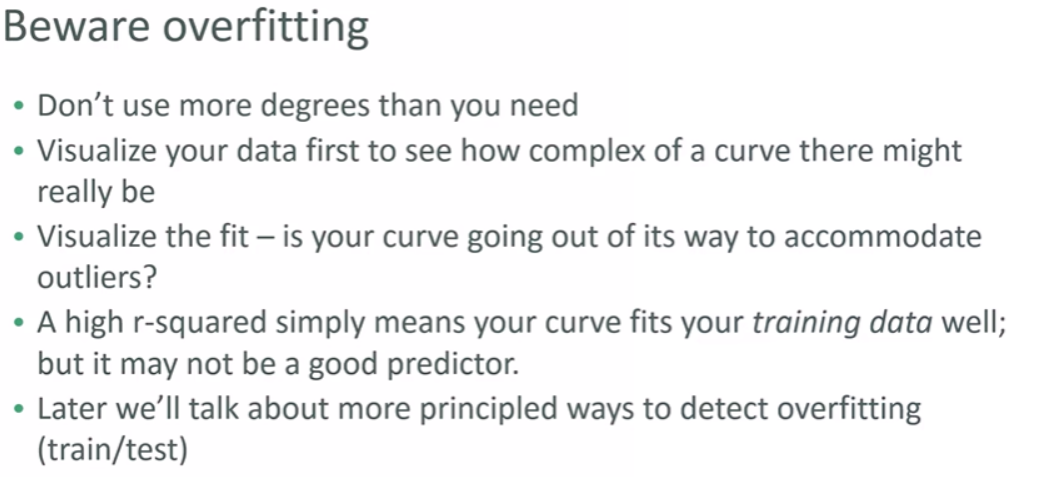 Beware overfitting
• Don’t use more degrees than you need
• Visualize your data first to see how complex of a curve there might
really be
• Visualize the fit – is your curve going out of its way to accommodate
outliers?
• A high r-squared simply means your curve fits your training data well;
but it may not be a good predictor.
• Later we’ll talk about more principled ways to detect overfitting
(train/test)